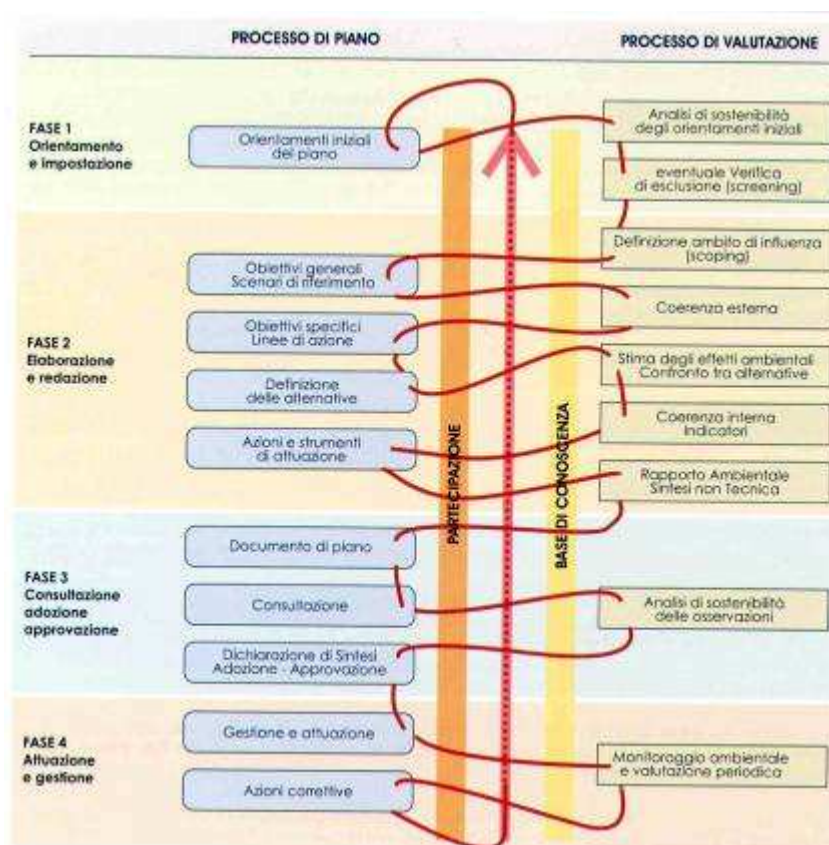 PROCESSO DI PIANO
PROCESSO DI VALUTAZIONE
FASE 1
Orientamento
e impostazione
Orientamenti iniziali
del piano
Analisi di sostenibilità
degli orientamenti iniziali
eventuale Verifica
di esclusione (screening)
Definizione ambito di influenza
(scoping)
FASE 2
Elaborazione
e redazione
Obiettivi generali
Scenari di riferimento
Coerenza esterna
Obiettivi specifici
Linee di azione
Definizione
delle alternative
Stima degli effetti ambientali
Confronto fra alternative
Azioni e strumenti
di attuazione
Coerenza interna
Indicatori
Rapporto Ambientale
Sintesi non Tecnica
PARTECIPAZIONE
BASE DI CONOSCENZA
FASE 3
Consultazione
adozione
approvazione
Documento di piano
Consultazione
Analisi di sostenibilità
delle osservazioni
Dichiarazione di Sintesi
Adozione - Approvazione
FASE 4
Attuazione
e gestione
Gestione e attuazione
Monitoraggio ambientale
e valutazione periodica
Azioni correttive